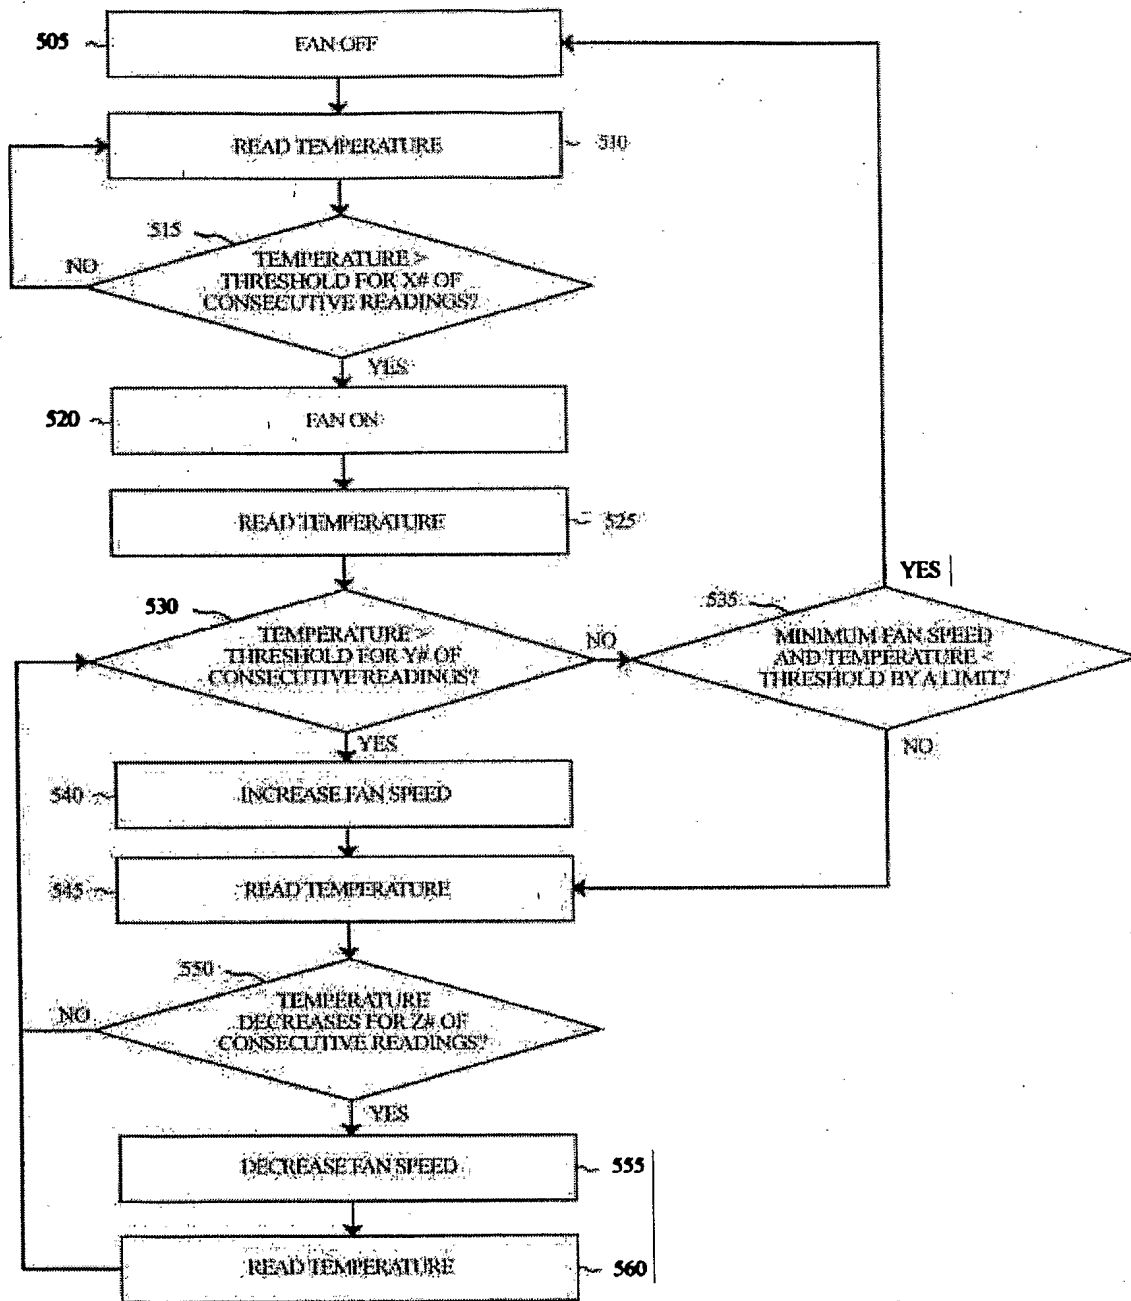 505
FAN OFF
READ TEMPERATURE
510
515
TEMPERATURE >
THRESHOLD FOR X# OF
CONSECUTIVE READINGS?
NO
YES
520
FAN ON
READ TEMPERATURE
525
530
TEMPERATURE >
THRESHOLD FOR Y# OF
CONSECUTIVE READINGS?
NO
YES
535
MINIMUM FAN SPEED
AND TEMPERATURE <
THRESHOLD BY A LIMIT?
YES
NO
540
INCREASE FAN SPEED
545
READ TEMPERATURE
550
TEMPERATURE
DECREASES FOR Z# OF
CONSECUTIVE READINGS?
NO
YES
DECREASE FAN SPEED
555
READ TEMPERATURE
560